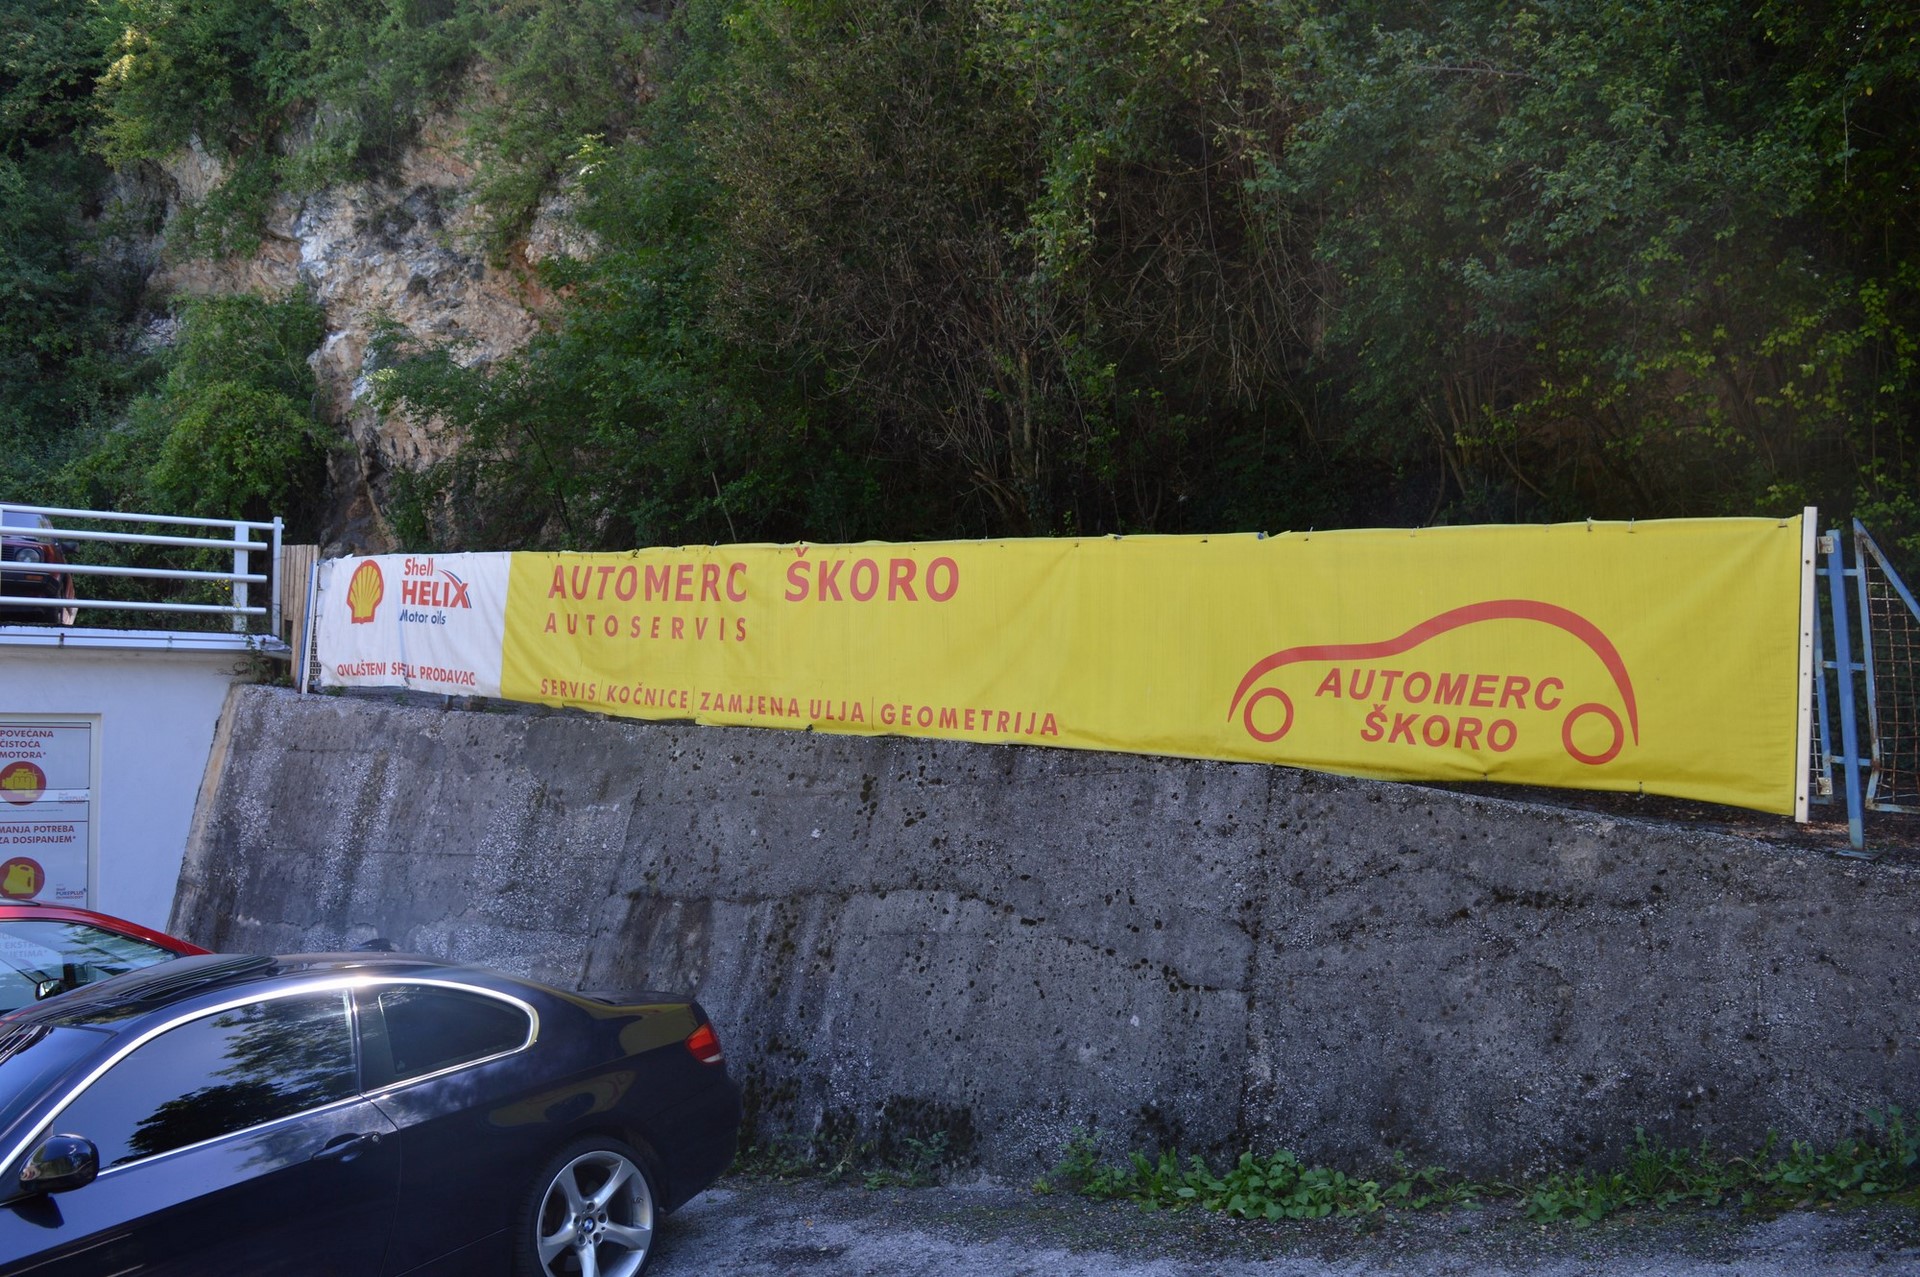 Shell
HELIX
Motor oils
OVLAŠTENI SHELL PRODAVAC
AUTOMERC ŠKORO
AUTOSERVIS
SERVIS|KOČNICE|ZAMJENA ULJA|GEOMETRIJA
AUTOMERC
ŠKORO
POVEĆANA
ČISTOĆA
MOTORA*
MANJA POTREBA
ZA DOSIPANJEM*